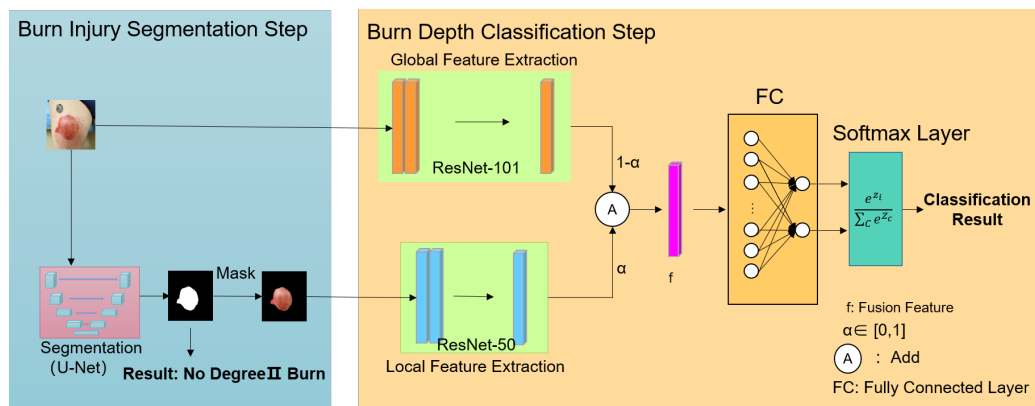 Burn Injury Segmentation Step
Mask
Segmentation
(U-Net)
Result: No DegreeⅡ Burn
Burn Depth Classification Step
Global Feature Extraction
ResNet-101
1-α
A
α
ResNet-50
Local Feature Extraction
f
FC
⋮
Softmax Layer
e^{z_i}
∑_C e^{z_c}
Classification
Result
f: Fusion Feature
α∈ [0,1]
A : Add
FC: Fully Connected Layer